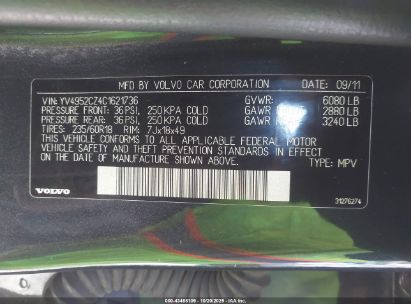 MFD BY VOLVO CAR CORPORATION DATE: 09/11
VIN: YV4952CZ4C1621736 GVWR: 6080 LB
PRESSURE FRONT: 36 PSI, 250 KPA COLD GAWR FRONT: 2880 LB
PRESSURE REAR: 36 PSI, 250 KPA COLD GAWR REAR: 3240 LB
TIRES: 235/60R18 RIM: 7Jx18x49
THIS VEHICLE CONFORMS TO ALL APPLICABLE FEDERAL MOTOR
VEHICLE SAFETY AND THEFT PREVENTION STANDARDS IN EFFECT
ON THE DATE OF MANUFACTURE SHOWN ABOVE. TYPE: MPV
VOLVO 31276274